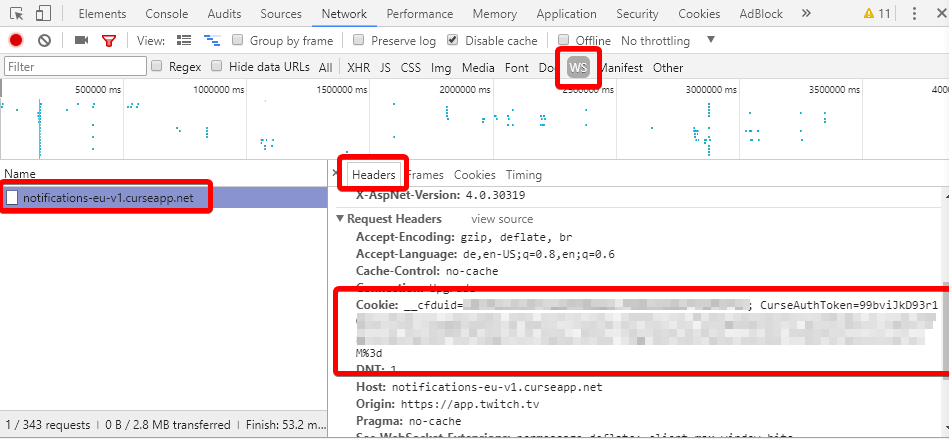 Elements Console Audits Sources Network Performance Memory Application Security Cookies AdBlock » 11
View: Group by frame Preserve log Disable cache Offline No throttling
Filter Regex Hide data URLs All XHR JS CSS Img Media Font Doc WS Manifest Other
500000 ms 1000000 ms 1500000 ms 2000000 ms 2500000 ms 3000000 ms 3500000 ms 4000
Name
notifications-eu-v1.curseapp.net
1 / 343 requests | 0 B / 2.8 MB transferred | Finish: 53.2 m...
× Headers Frames Cookies Timing
X-AspNet-Version: 4.0.30319
Request Headers view source
Accept-Encoding: gzip, deflate, br
Accept-Language: de,en-US;q=0.8,en;q=0.6
Cache-Control: no-cache
Connection: Upgrade
Cookie: __cfduid= ; CurseAuthToken=99bviJkD93r1
M%3d
DNT: 1
Host: notifications-eu-v1.curseapp.net
Origin: https://app.twitch.tv
Pragma: no-cache
Sec-WebSocket-Extensions: permessage-deflate; client_max_window_bits